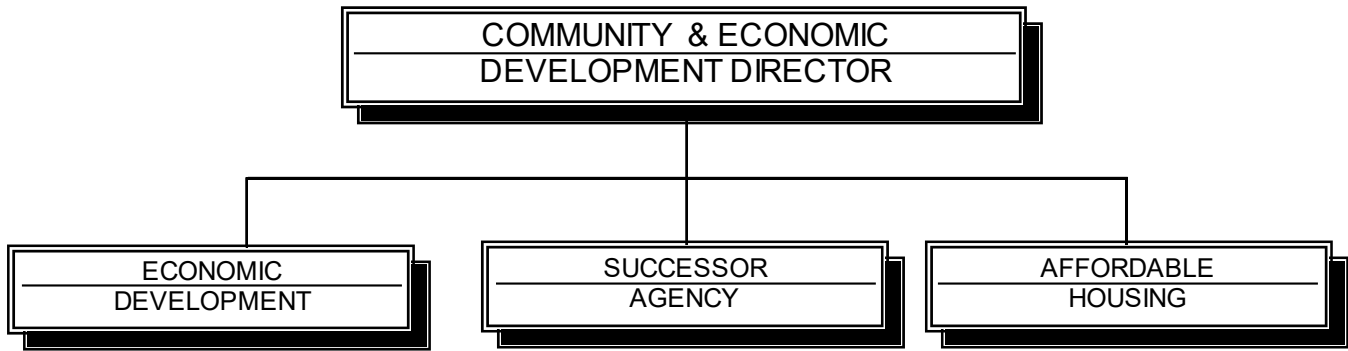 COMMUNITY & ECONOMIC
DEVELOPMENT DIRECTOR
ECONOMIC
DEVELOPMENT
SUCCESSOR
AGENCY
AFFORDABLE
HOUSING